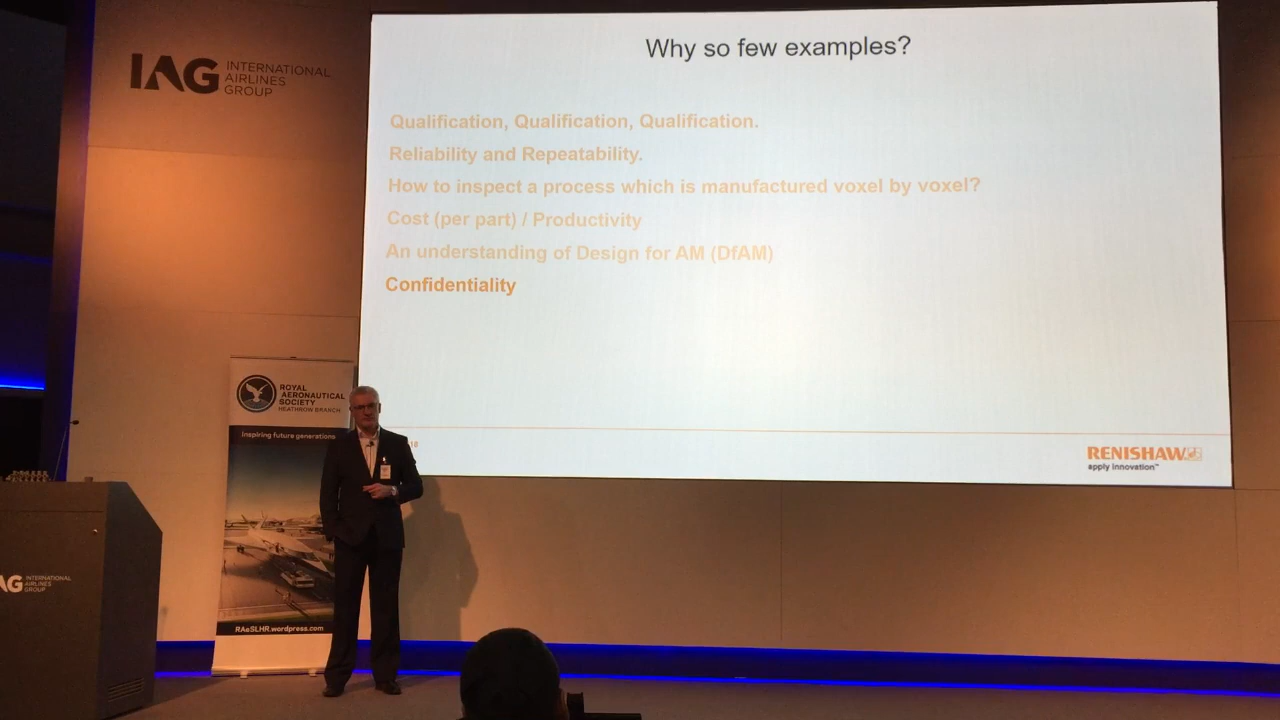 IAG INTERNATIONAL
AIRLINES
GROUP
Why so few examples?
Qualification, Qualification, Qualification.
Reliability and Repeatability.
How to inspect a process which is manufactured voxel by voxel?
Cost (per part) / Productivity
An understanding of Design for AM (DfAM)
Confidentiality
RENISHAW
apply innovation™
ROYAL
AERONAUTICAL
SOCIETY
HEATHROW BRANCH
Inspiring future generations
RAeSLHR.wordpress.com
AG INTERNATIONAL
AIRLINES
GROUP